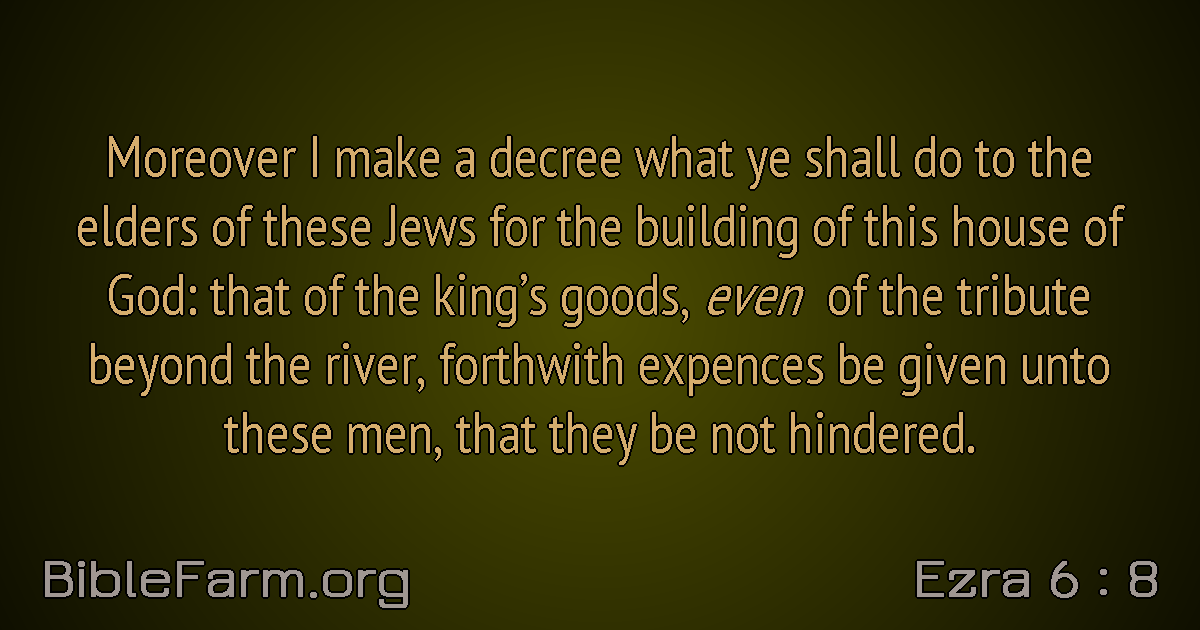 Moreover I make a decree what ye shall do to the
elders of these Jews for the building of this house of
God: that of the king’s goods, even of the tribute
beyond the river, forthwith expences be given unto
these men, that they be not hindered.
BibleFarm.org
Ezra 6 : 8